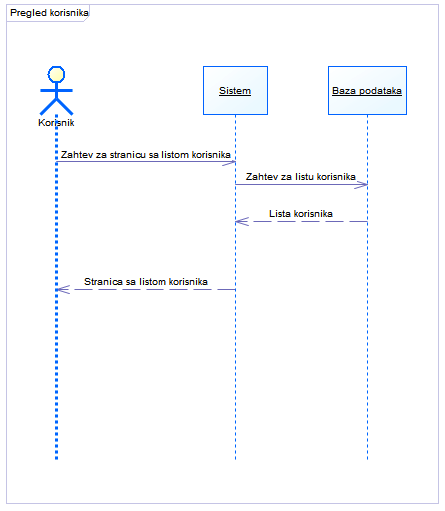 Pregled korisnika
Korisnik
Sistem
Baza podataka
Zahtev za stranicu sa listom korisnika
Zahtev za listu korisnika
Lista korisnika
Stranica sa listom korisnika